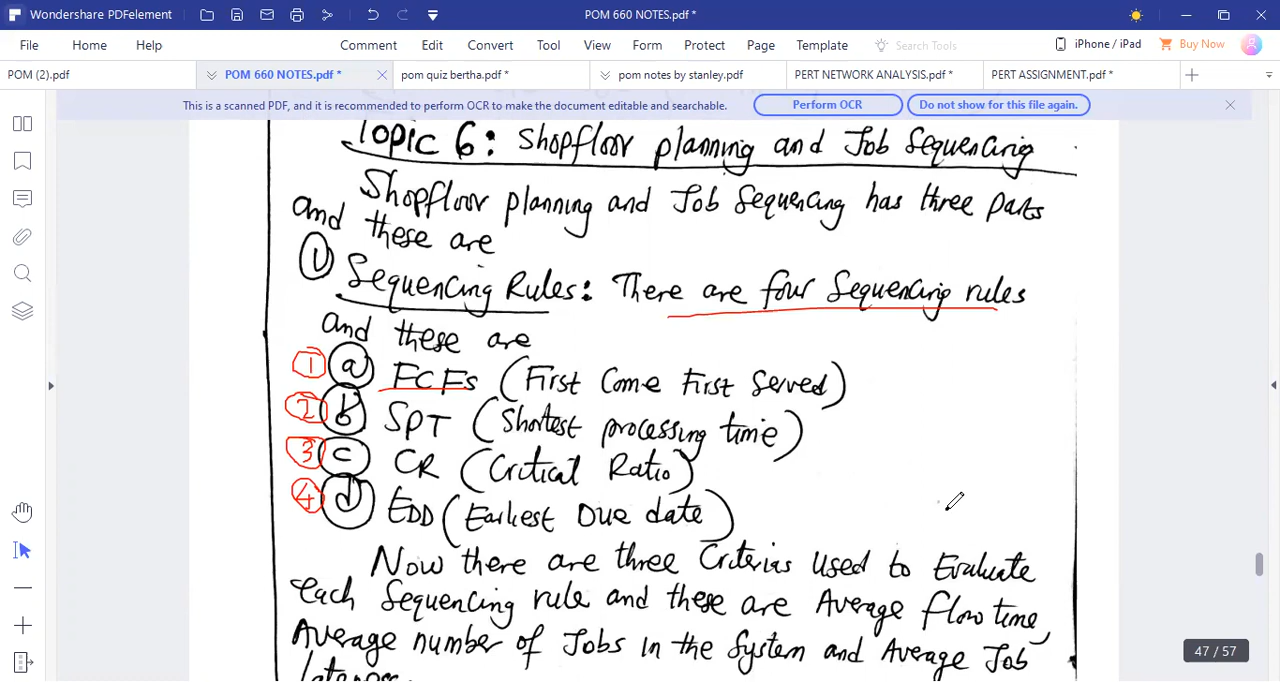 Wondershare PDFelement
POM 660 NOTES.pdf *
File Home Help Comment Edit Convert Tool View Form Protect Page Template Search Tools iPhone / iPad Buy Now
POM (2).pdf POM 660 NOTES.pdf * pom quiz bertha.pdf * pom notes by stanley.pdf PERT NETWORK ANALYSIS.pdf * PERT ASSIGNMENT.pdf *
This is a scanned PDF, and it is recommended to perform OCR to make the document editable and searchable. Perform OCR Do not show for this file again.
Topic 6: Shopfloor planning and Job Sequencing
Shopfloor planning and Job Sequencing has three parts
and these are
1 Sequencing Rules: There are four Sequencing rules
and these are
1 a FCFs (First Come First Served)
2 b SPT (Shortest processing time)
3 c CR (Critical Ratio)
4 d EDD (Earliest Due date)
Now there are three Criterias used to Evaluate
each Sequencing rule and these are Average flow time,
Average number of Jobs in the System and Average Job
lateness
47 / 57